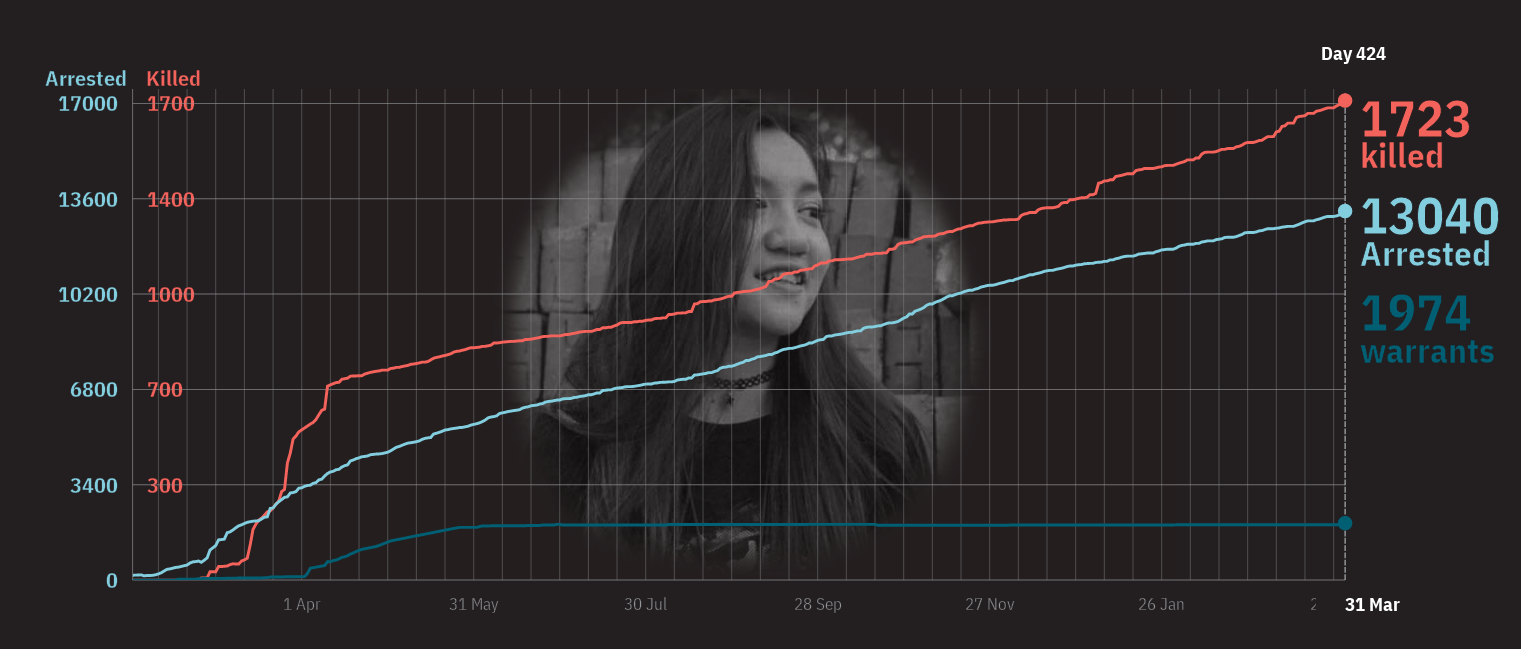 Day 424
Arrested Killed
17000 1700
1723
killed
13600 1400
13040
Arrested
10200 1000
1974
warrants
6800 700
3400 300
0
1 Apr 31 May 30 Jul 28 Sep 27 Nov 26 Jan 2 31 Mar